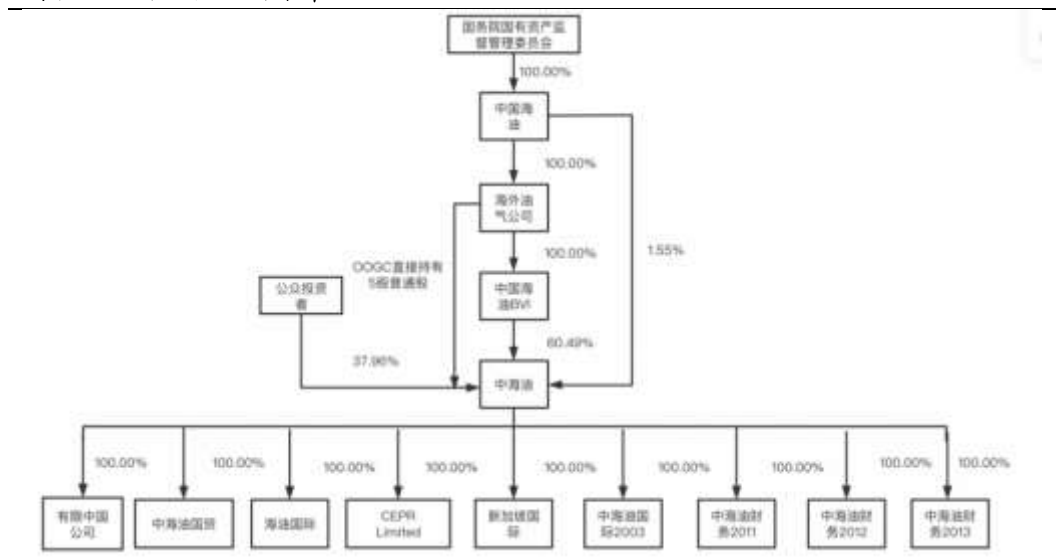 国务院国有资产监
督管理委员会
100.00%
中国海
油
100.00%
海外油
气公司
100.00%
1.55%
OOGC直接持有
5股普通股
公众投资
者
中国海
油BVI
60.49%
37.96%
中海油
100.00%
100.00%
100.00%
100.00%
100.00%
100.00%
100.00%
100.00%
100.00%
有限中国
公司
中海油国贸
海油国际
CEPR
Limited
新加坡国
际
中海油国
际2003
中海油财
务2011
中海油财
务2012
中海油财
务2013